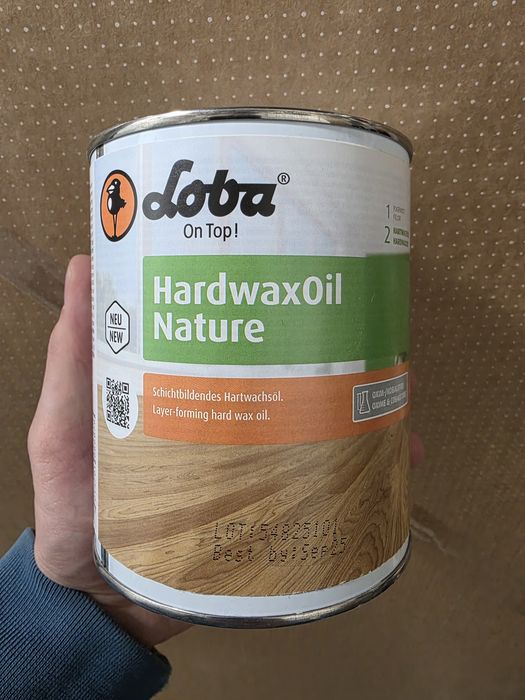 Loba®
On Top!
1
2
HardwaxOil
Nature
NEU
NEW
Schichtbildendes Hartwachsöl.
Layer-forming hard wax oil.
LOT:54825101
Best by:Sep25